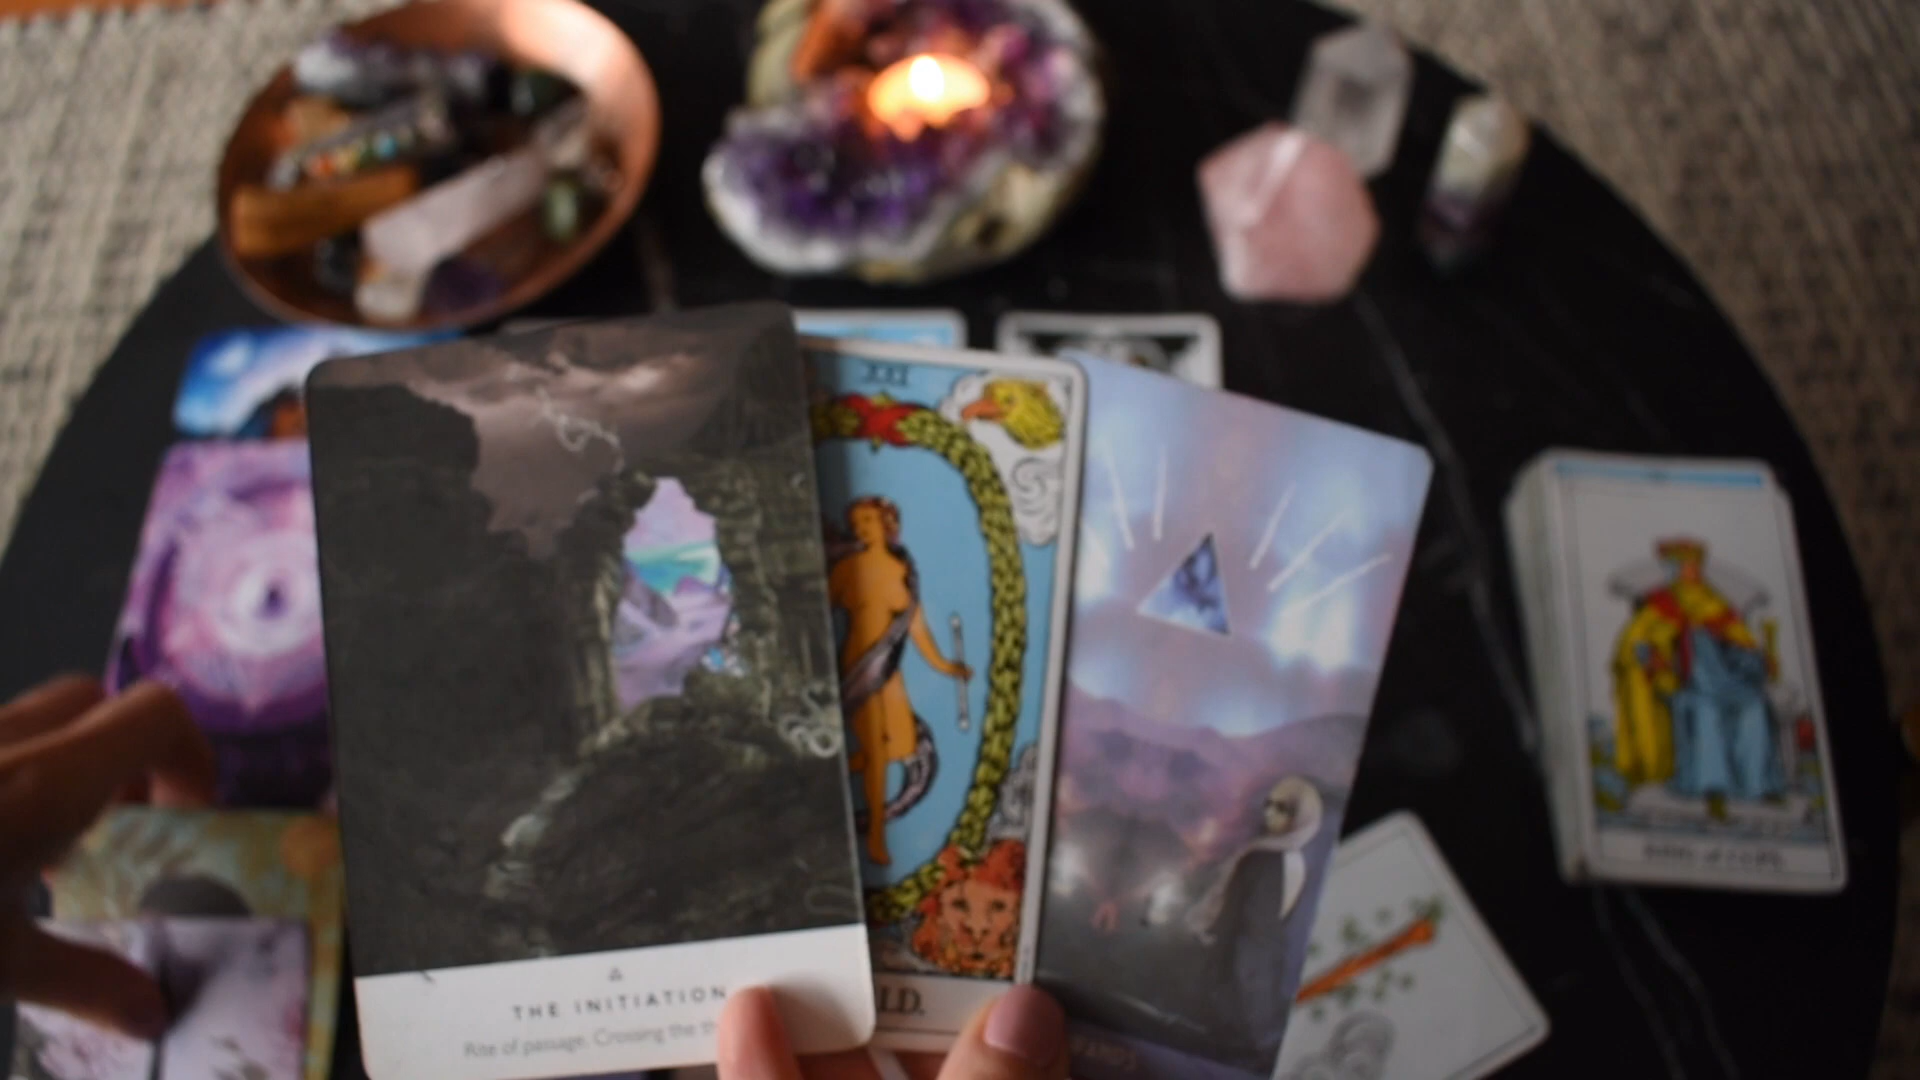 XXI
THE INITIATION
Rite of passage. Crossing the th
LD.